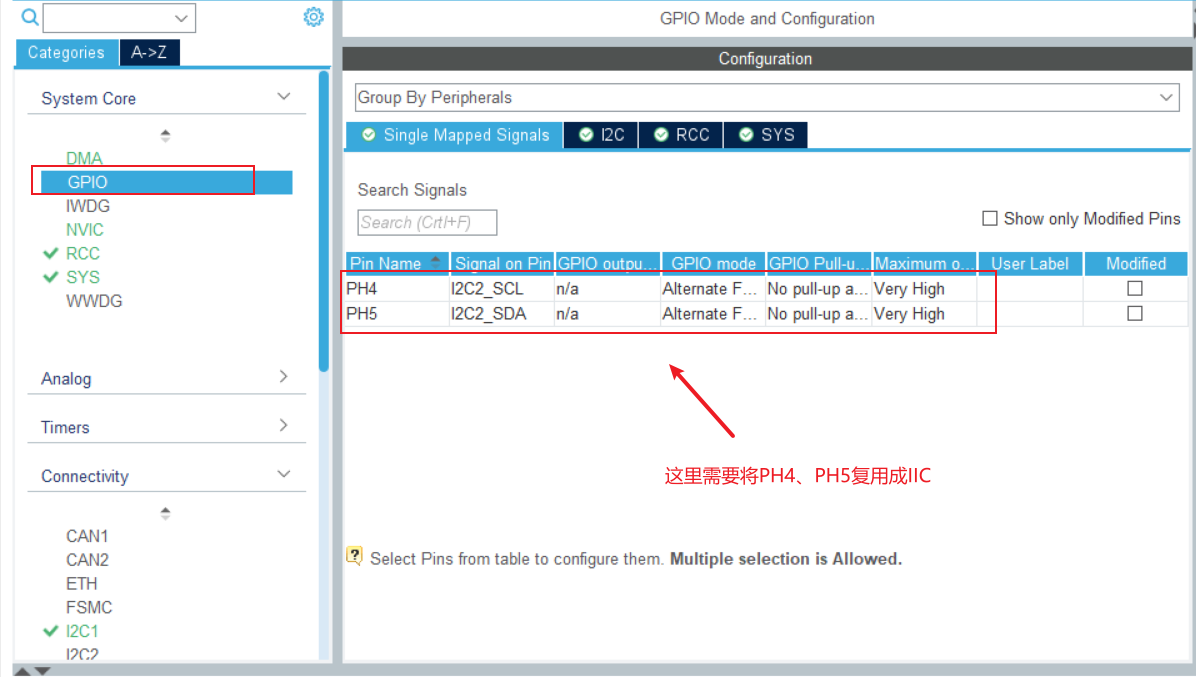 GPIO Mode and Configuration
Categories A->Z
Configuration
System Core
Group By Peripherals
Single Mapped Signals I2C RCC SYS
DMA
GPIO
IWDG
NVIC
RCC
SYS
WWDG
Search Signals
Search (Crtl+F)
Show only Modified Pins
Pin Name Signal on Pin GPIO outpu... GPIO mode GPIO Pull-u... Maximum o... User Label Modified
PH4 I2C2_SCL n/a Alternate F... No pull-up a... Very High
PH5 I2C2_SDA n/a Alternate F... No pull-up a... Very High
Analog
Timers
Connectivity
这里需要将PH4、PH5复用成IIC
CAN1
CAN2
ETH
FSMC
I2C1
I2C2
Select Pins from table to configure them. Multiple selection is Allowed.